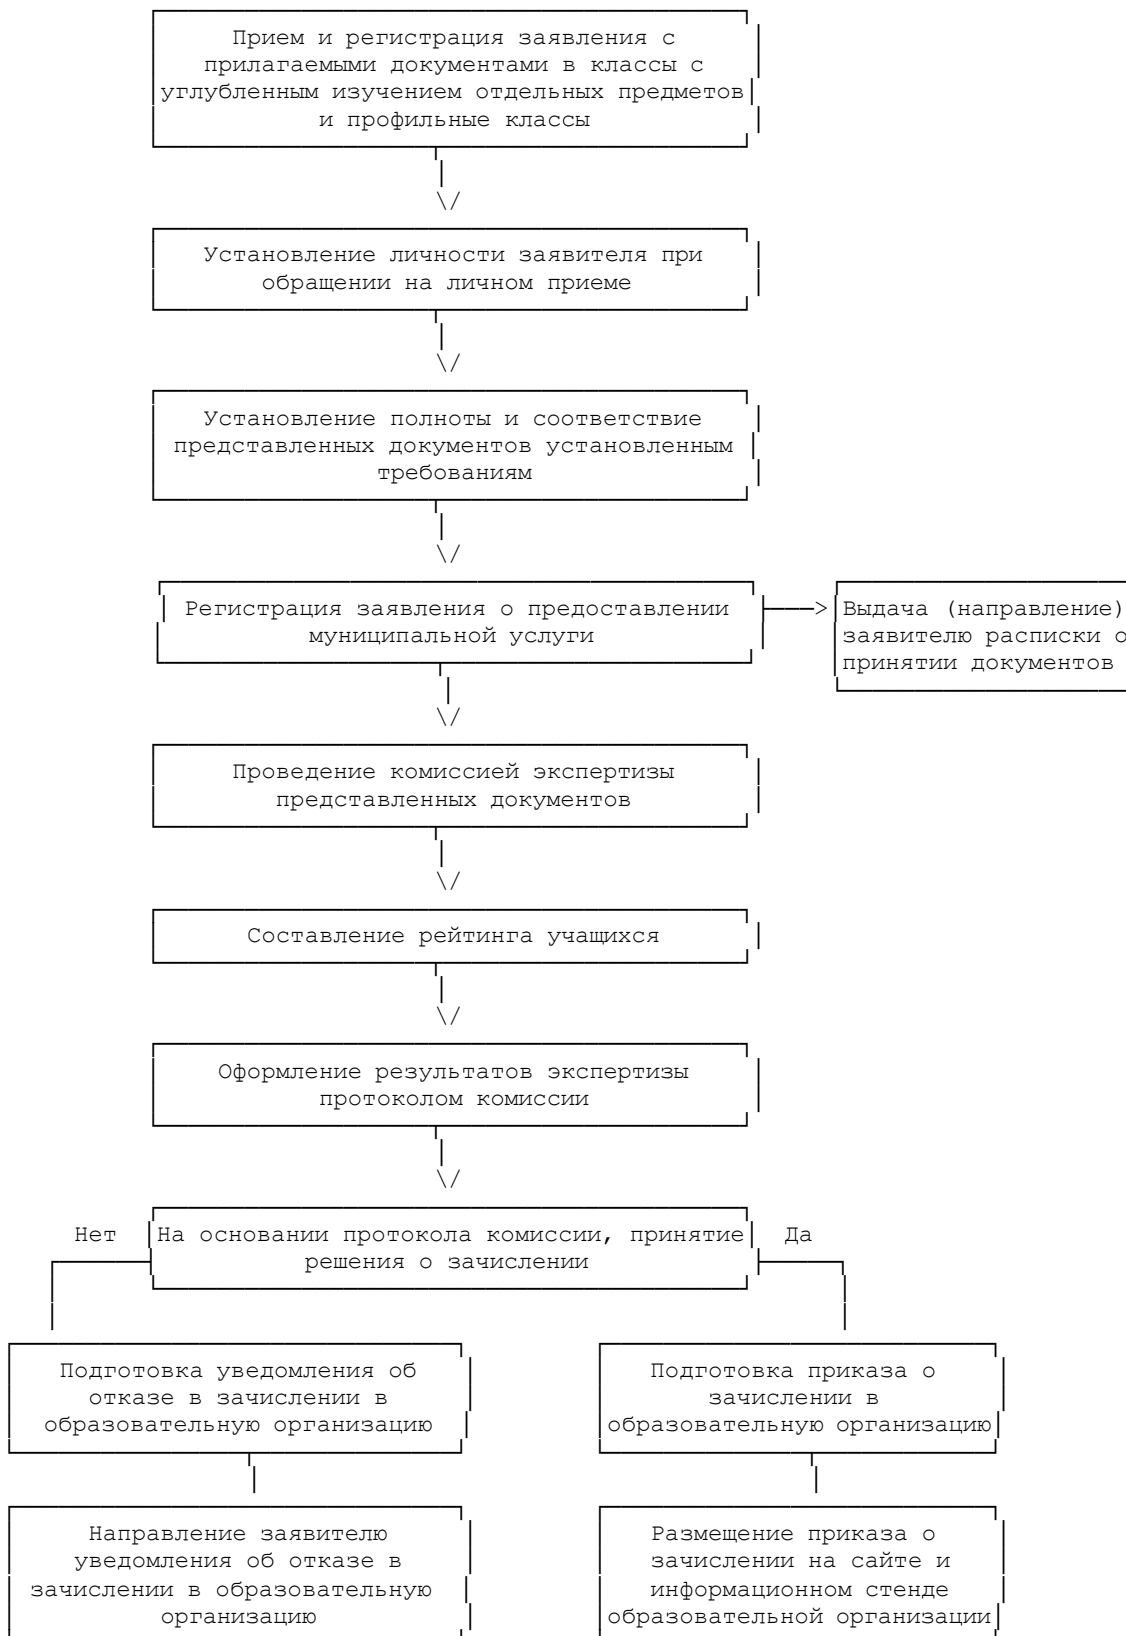 Прием и регистрация заявления с
прилагаемыми документами в классы с
углубленным изучением отдельных предметов
и профильные классы
Установление личности заявителя при
обращении на личном приеме
Установление полноты и соответствие
представленных документов установленным
требованиям
Регистрация заявления о предоставлении
муниципальной услуги
Выдача (направление)
заявителю расписки о
принятии документов
Проведение комиссией экспертизы
представленных документов
Составление рейтинга учащихся
Оформление результатов экспертизы
протоколом комиссии
Нет
На основании протокола комиссии, принятие
решения о зачислении
Да
Подготовка уведомления об
отказе в зачислении в
образовательную организацию
Подготовка приказа о
зачислении в
образовательную организацию
Направление заявителю
уведомления об отказе в
зачислении в образовательную
организацию
Размещение приказа о
зачислении на сайте и
информационном стенде
образовательной организации